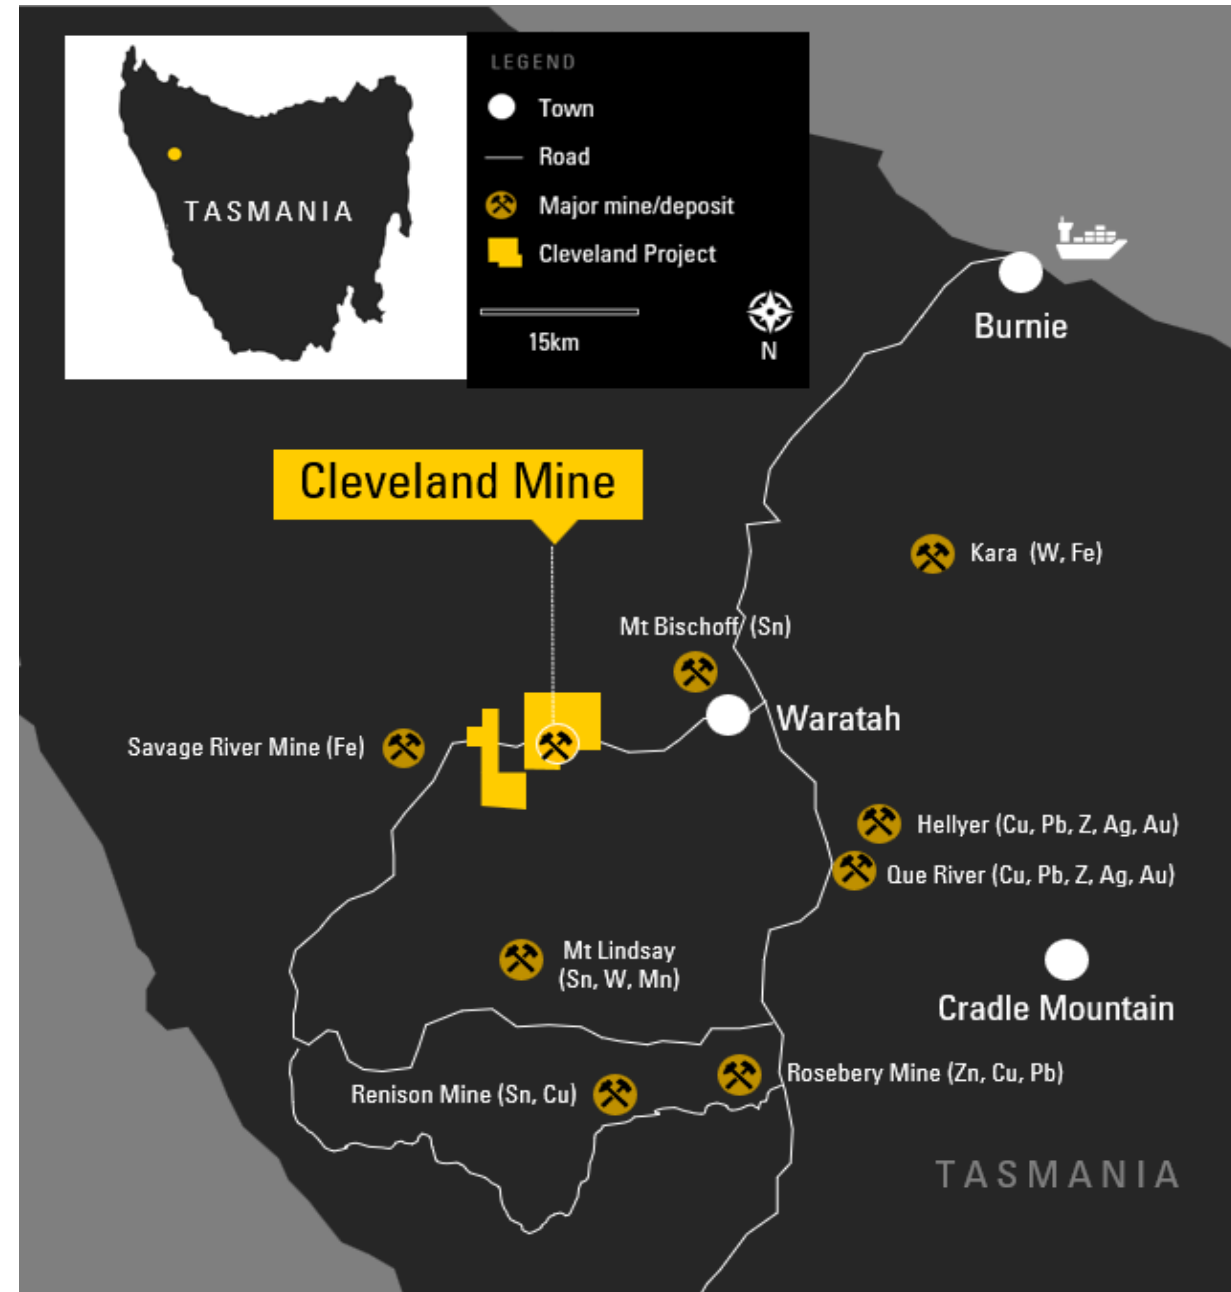 TASMANIA
LEGEND
Town
Road
Major mine/deposit
Cleveland Project
15km
N
Burnie
Cleveland Mine
Kara (W, Fe)
Mt Bischoff (Sn)
Waratah
Savage River Mine (Fe)
Hellyer (Cu, Pb, Z, Ag, Au)
Que River (Cu, Pb, Z, Ag, Au)
Mt Lindsay
(Sn, W, Mn)
Cradle Mountain
Rosebery Mine (Zn, Cu, Pb)
Renison Mine (Sn, Cu)
TASMANIA